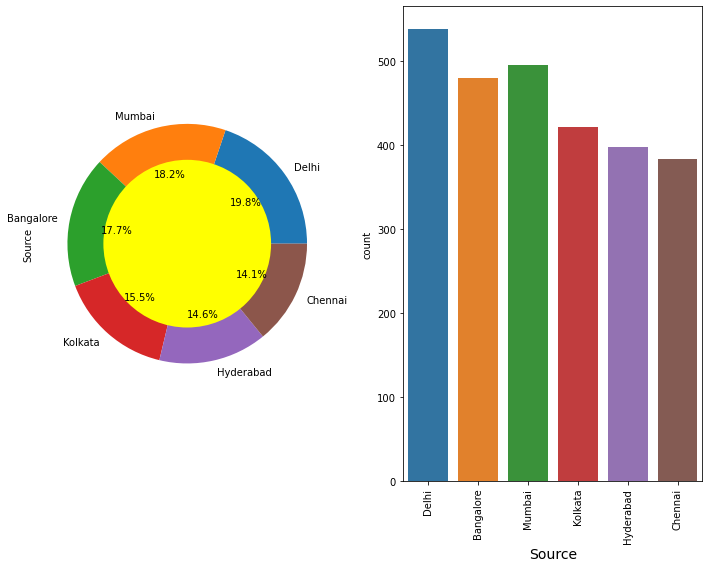 Mumbai
Delhi
18.2%
19.8%
Bangalore
17.7%
Source
14.1%
15.5%
Chennai
14.6%
Kolkata
Hyderabad
500
400
300
200
100
0
count
Delhi
Bangalore
Mumbai
Kolkata
Hyderabad
Chennai
Source